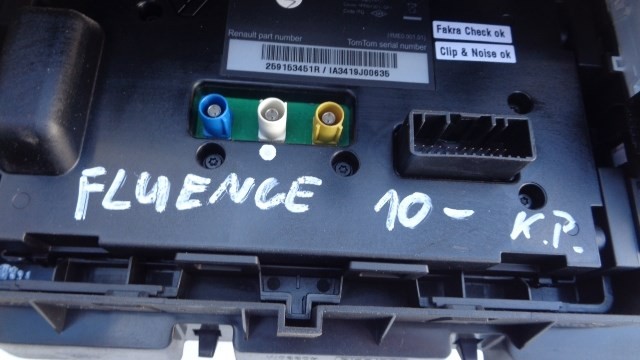 Renault part number
TomTom serial number
259153451R / IA3419J00635
Fakra Check ok
Clip & Noise ok
FLUENCE 10- K.P.